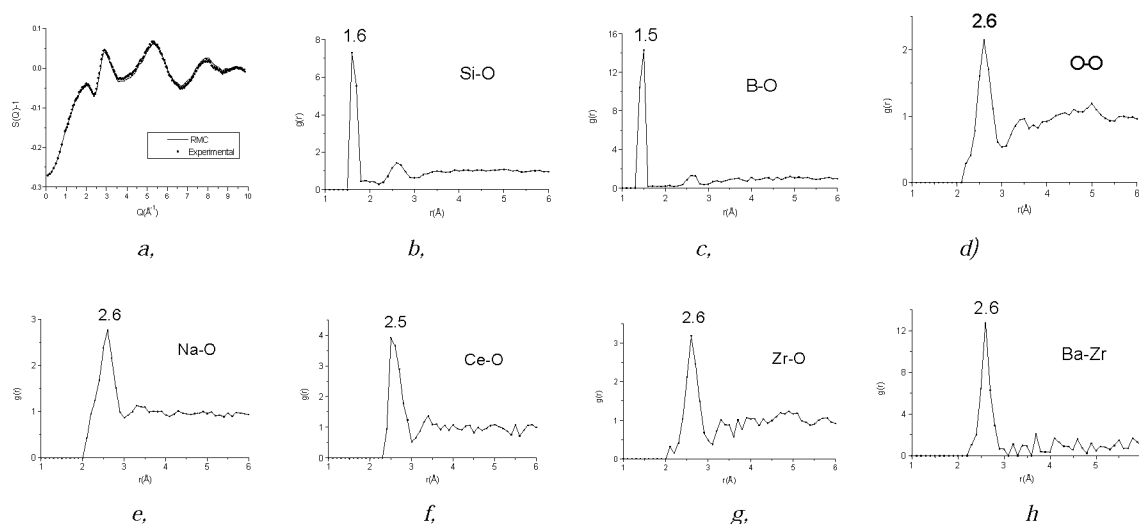 0.1
0.0
-0.1
-0.2
-0.3
S(Q)-1
0 1 2 3 4 5 6 7 8 9 10
Q(Å⁻¹)
RMC
Experimental
a,
1.6
Si-O
8
6
4
2
0
g(r)
1 2 3 4 5 6
r(Å)
b,
1.5
B-O
16
12
8
4
0
g(r)
1 2 3 4 5 6
r(Å)
c,
2.6
O-O
2
1
0
g(r)
1 2 3 4 5 6
r(Å)
d)
2.6
Na-O
3
2
1
0
g(r)
1 2 3 4 5 6
r(Å)
e,
2.5
Ce-O
4
3
2
1
0
g(r)
1 2 3 4 5 6
r(Å)
f,
2.6
Zr-O
3
2
1
0
g(r)
1 2 3 4 5 6
r(Å)
g,
2.6
Ba-Zr
12
9
6
3
0
g(r)
1 2 3 4 5
r(Å)
h